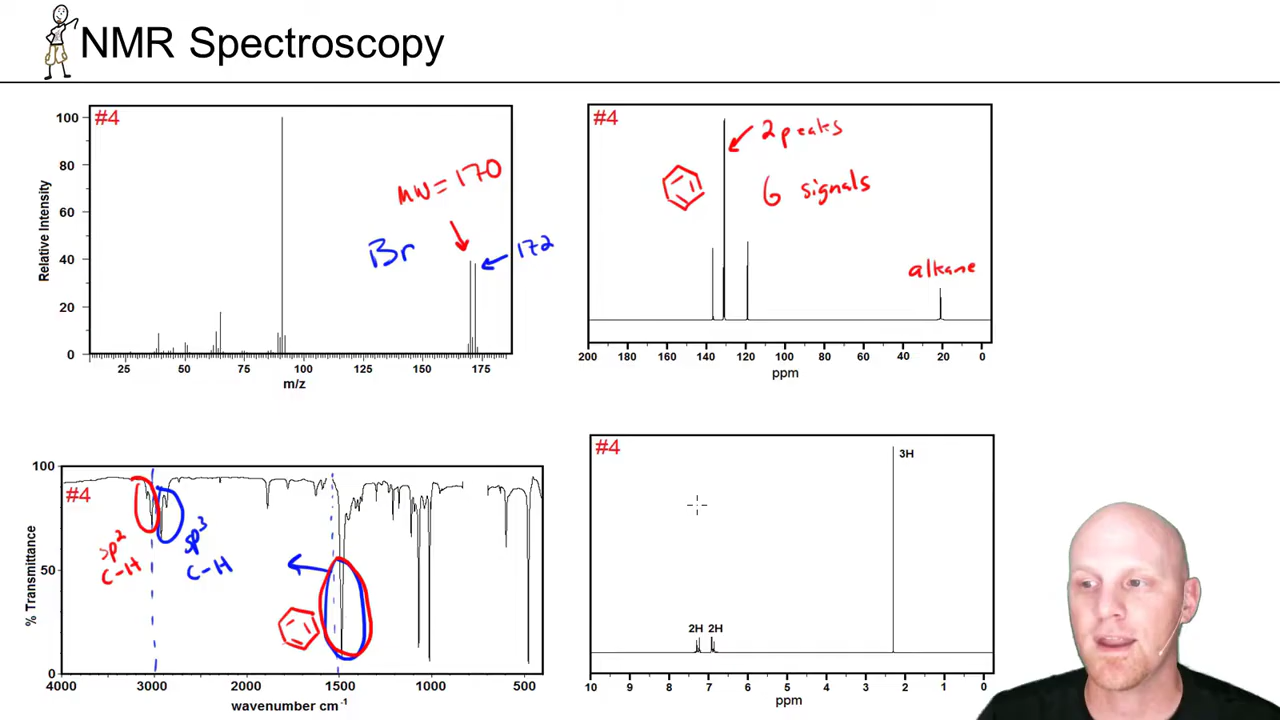 NMR Spectroscopy
#4
100
80
60
40
20
0
Relative Intensity
MW = 170
Br
172
25 50 75 100 125 150 175
m/z
#4
2 peaks
6 signals
alkane
200 180 160 140 120 100 80 60 40 20 0
ppm
100
50
0
% Transmittance
#4
sp2
C-H
sp3
C-H
4000 3000 2000 1500 1000 500
wavenumber cm-1
#4
3H
2H 2H
10 9 8 7 6 5 4 3 2 1 0
ppm